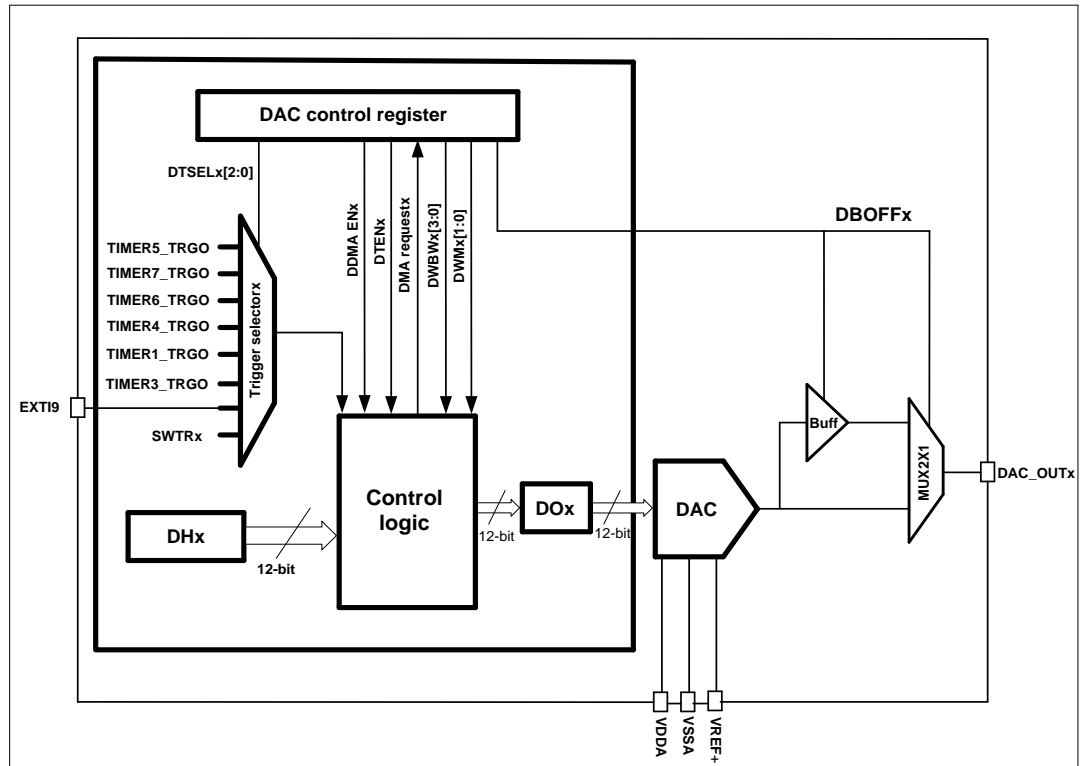 DAC control register
DTSELx[2:0]
TIMER5_TRGO
TIMER7_TRGO
TIMER6_TRGO
TIMER4_TRGO
TIMER1_TRGO
TIMER3_TRGO
EXTI9
SWTRx
Trigger selectorx
DDMA ENx
DTENx
DMA requestx
DWBWx[3:0]
DWMx[1:0]
DBOFFx
Buff
MUX2X1
DAC_OUTx
DHx
12-bit
Control
logic
12-bit
DOx
12-bit
DAC
VDDA
VSSA
VREF+